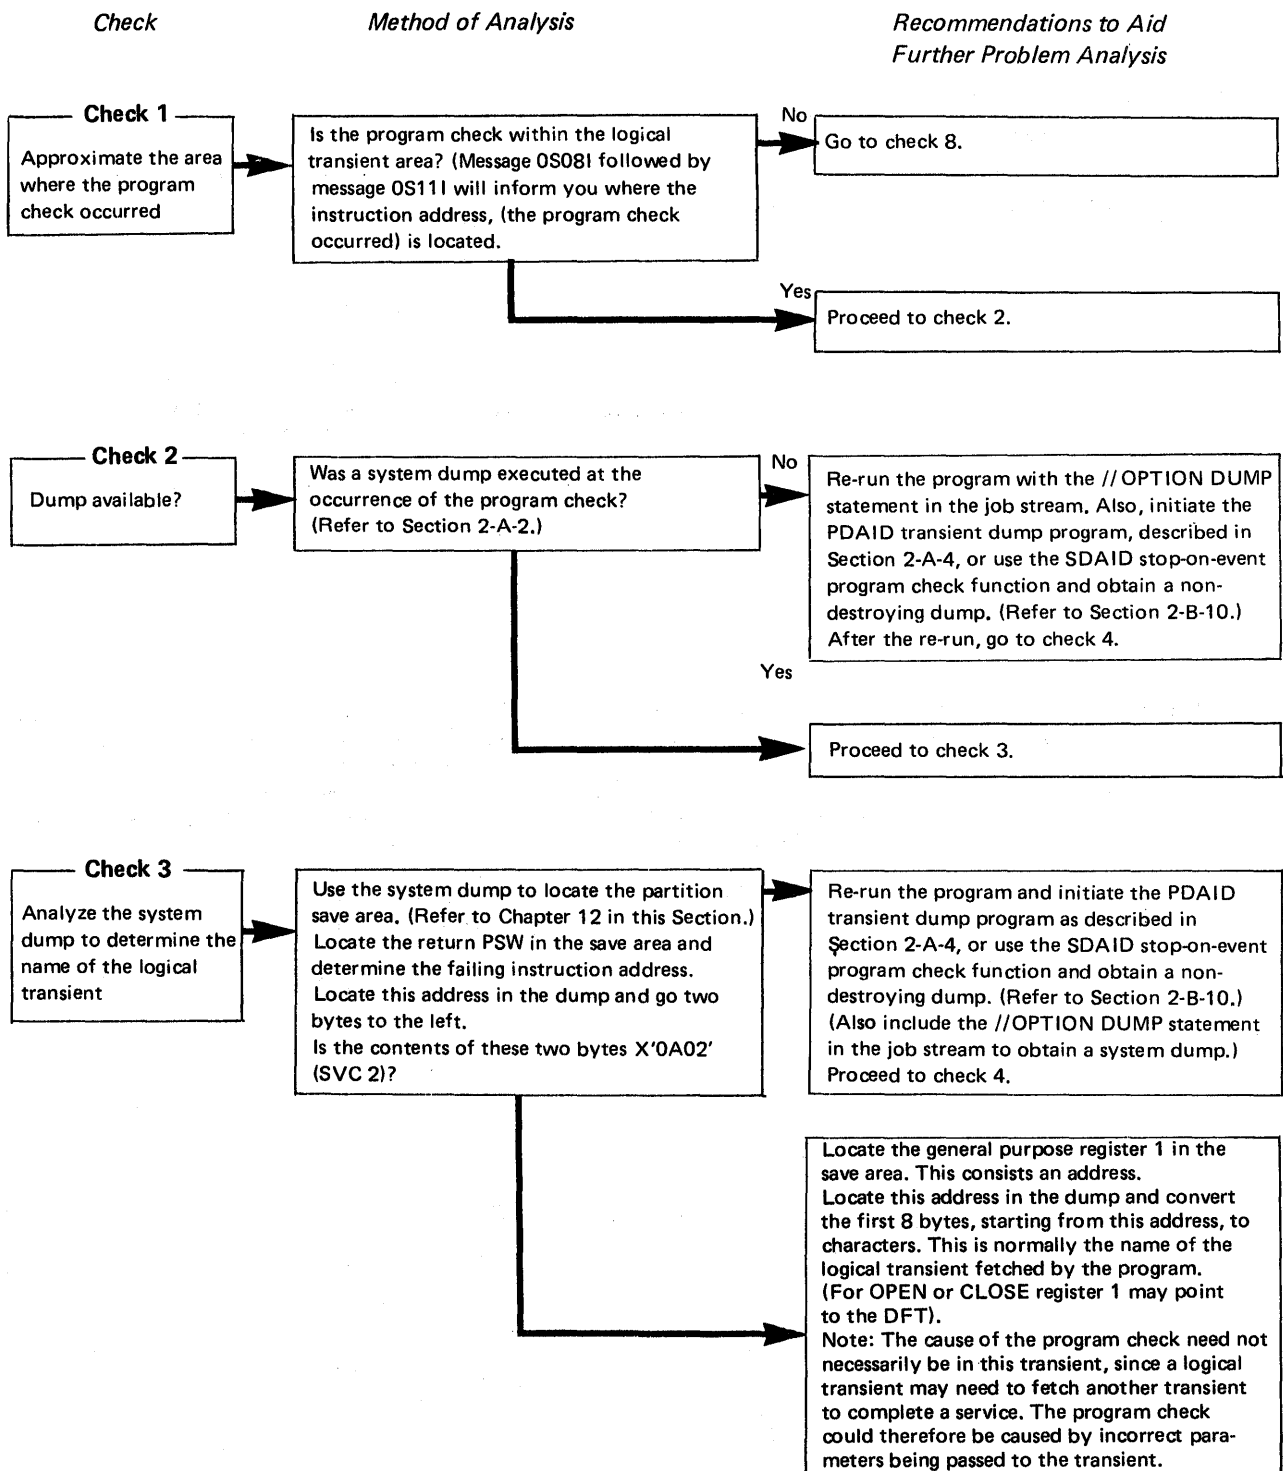 Check
Method of Analysis
Recommendations to Aid
Further Problem Analysis
Check 1
Approximate the area
where the program
check occurred
Is the program check within the logical
transient area? (Message 0S08I followed by
message 0S11I will inform you where the
instruction address, (the program check
occurred) is located.
No
Go to check 8.
Yes
Proceed to check 2.
Check 2
Dump available?
Was a system dump executed at the
occurrence of the program check?
(Refer to Section 2-A-2.)
No
Re-run the program with the // OPTION DUMP
statement in the job stream. Also, initiate the
PDAID transient dump program, described in
Section 2-A-4, or use the SDAID stop-on-event
program check function and obtain a non-
destroying dump. (Refer to Section 2-B-10.)
After the re-run, go to check 4.
Yes
Proceed to check 3.
Check 3
Analyze the system
dump to determine the
name of the logical
transient
Use the system dump to locate the partition
save area. (Refer to Chapter 12 in this Section.)
Locate the return PSW in the save area and
determine the failing instruction address.
Locate this address in the dump and go two
bytes to the left.
Is the contents of these two bytes X'0A02'
(SVC 2)?
Re-run the program and initiate the PDAID
transient dump program as described in
Section 2-A-4, or use the SDAID stop-on-event
program check function and obtain a non-
destroying dump. (Refer to Section 2-B-10.)
(Also include the //OPTION DUMP statement
in the job stream to obtain a system dump.)
Proceed to check 4.
Locate the general purpose register 1 in the
save area. This consists an address.
Locate this address in the dump and convert
the first 8 bytes, starting from this address, to
characters. This is normally the name of the
logical transient fetched by the program.
(For OPEN or CLOSE register 1 may point
to the DFT).
Note: The cause of the program check need not
necessarily be in this transient, since a logical
transient may need to fetch another transient
to complete a service. The program check
could therefore be caused by incorrect para-
meters being passed to the transient.